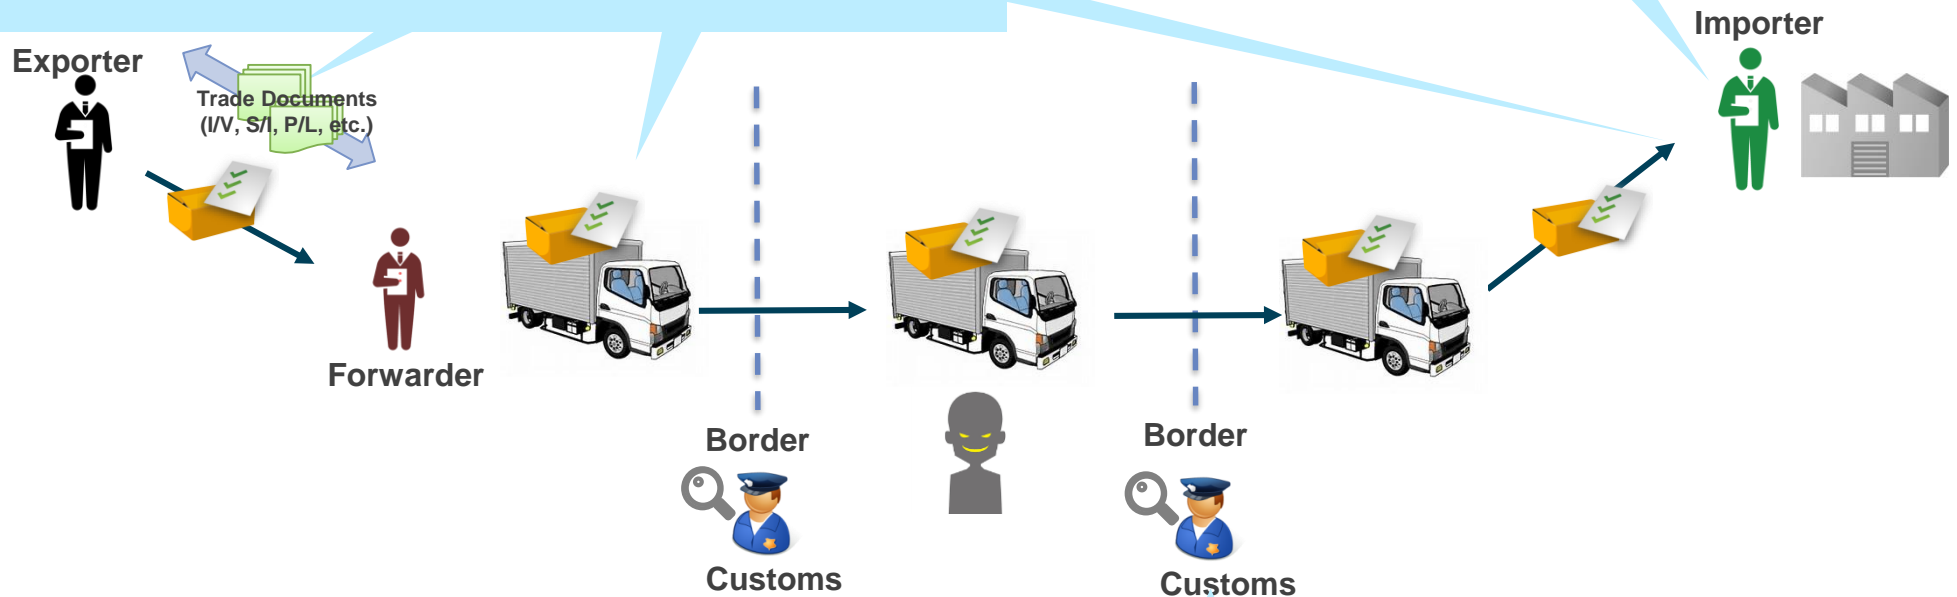 Exporter
Importer
Trade Documents
(I/V, S/I, P/L, etc.)
Forwarder
Border
Border
Customs
Customs